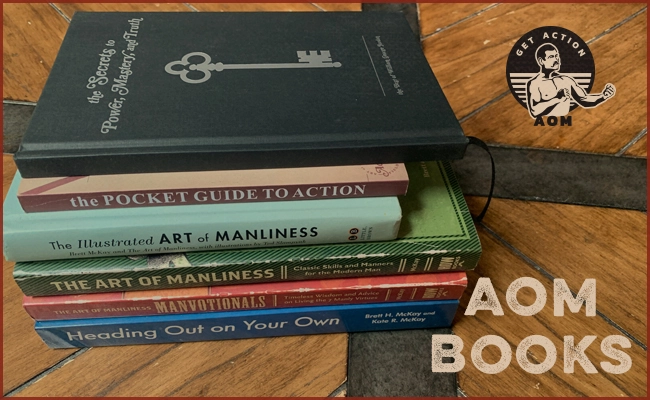 the Secrets to
Power, Mastery, and Truth
GET ACTION
AOM
the POCKET GUIDE TO ACTION
The Illustrated ART of MANLINESS
Brett McKay and The Art of Manliness, with illustrations by Ted Slampyak
THE ART OF MANLINESS
Classic Skills and Manners
for the Modern Man
THE ART OF MANLINESS
MANVOTIONALS
Timeless Wisdom and Advice
on Living the 7 Manly Virtues
Heading Out on Your Own
Brett H. McKay and
Kate R. McKay
AOM
BOOKS